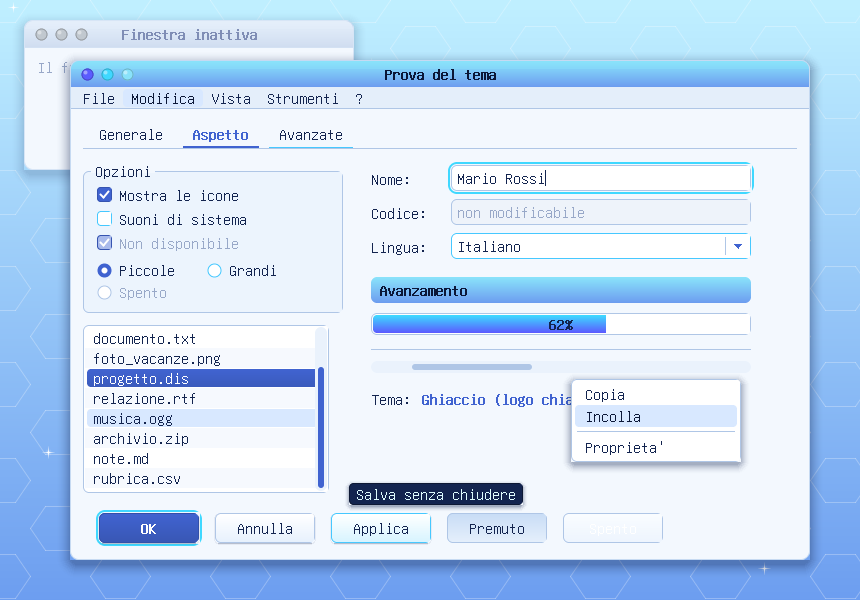 Finestra inattiva
Il f
Prova del tema
File Modifica Vista Strumenti ?
Generale Aspetto Avanzate
Opzioni
Mostra le icone
Suoni di sistema
Non disponibile
Piccole Grandi
Spento
documento.txt
foto_vacanze.png
progetto.dis
relazione.rtf
musica.ogg
archivio.zip
note.md
rubrica.csv
Nome: Mario Rossi
Codice: non modificabile
Lingua: Italiano
Avanzamento
62%
Tema: Ghiaccio (logo chia
Copia
Incolla
Proprieta'
Salva senza chiudere
OK Annulla Applica Premuto Spento